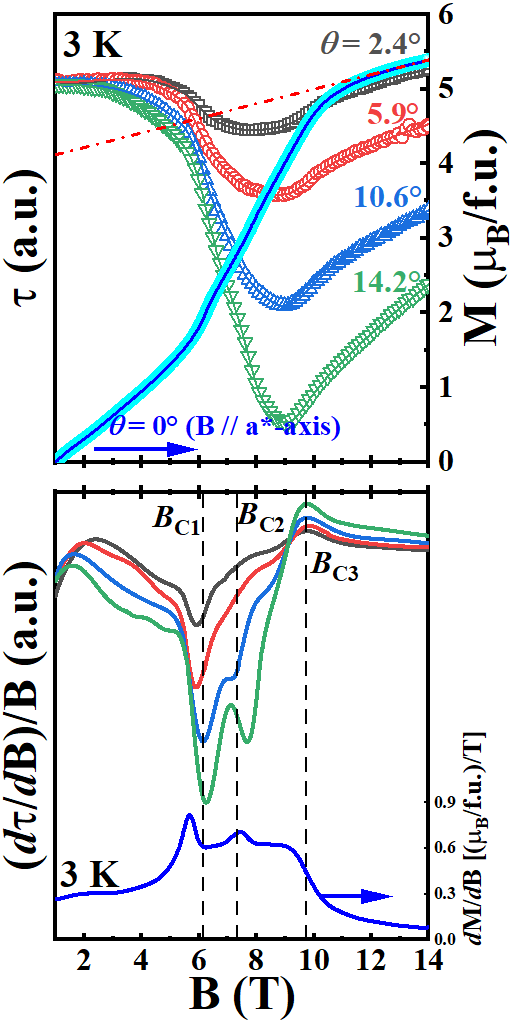 3 K
θ = 2.4°
5.9°
10.6°
14.2°
θ = 0° (B // a*-axis)
τ (a.u.)
M (μB/f.u.)
6
5
4
3
2
1
0
BC1
BC2
BC3
3 K
(dτ/dB)/B (a.u.)
dM/dB [(μB/f.u.)/T]
0.9
0.6
0.3
0.0
2 4 6 8 10 12 14
B (T)